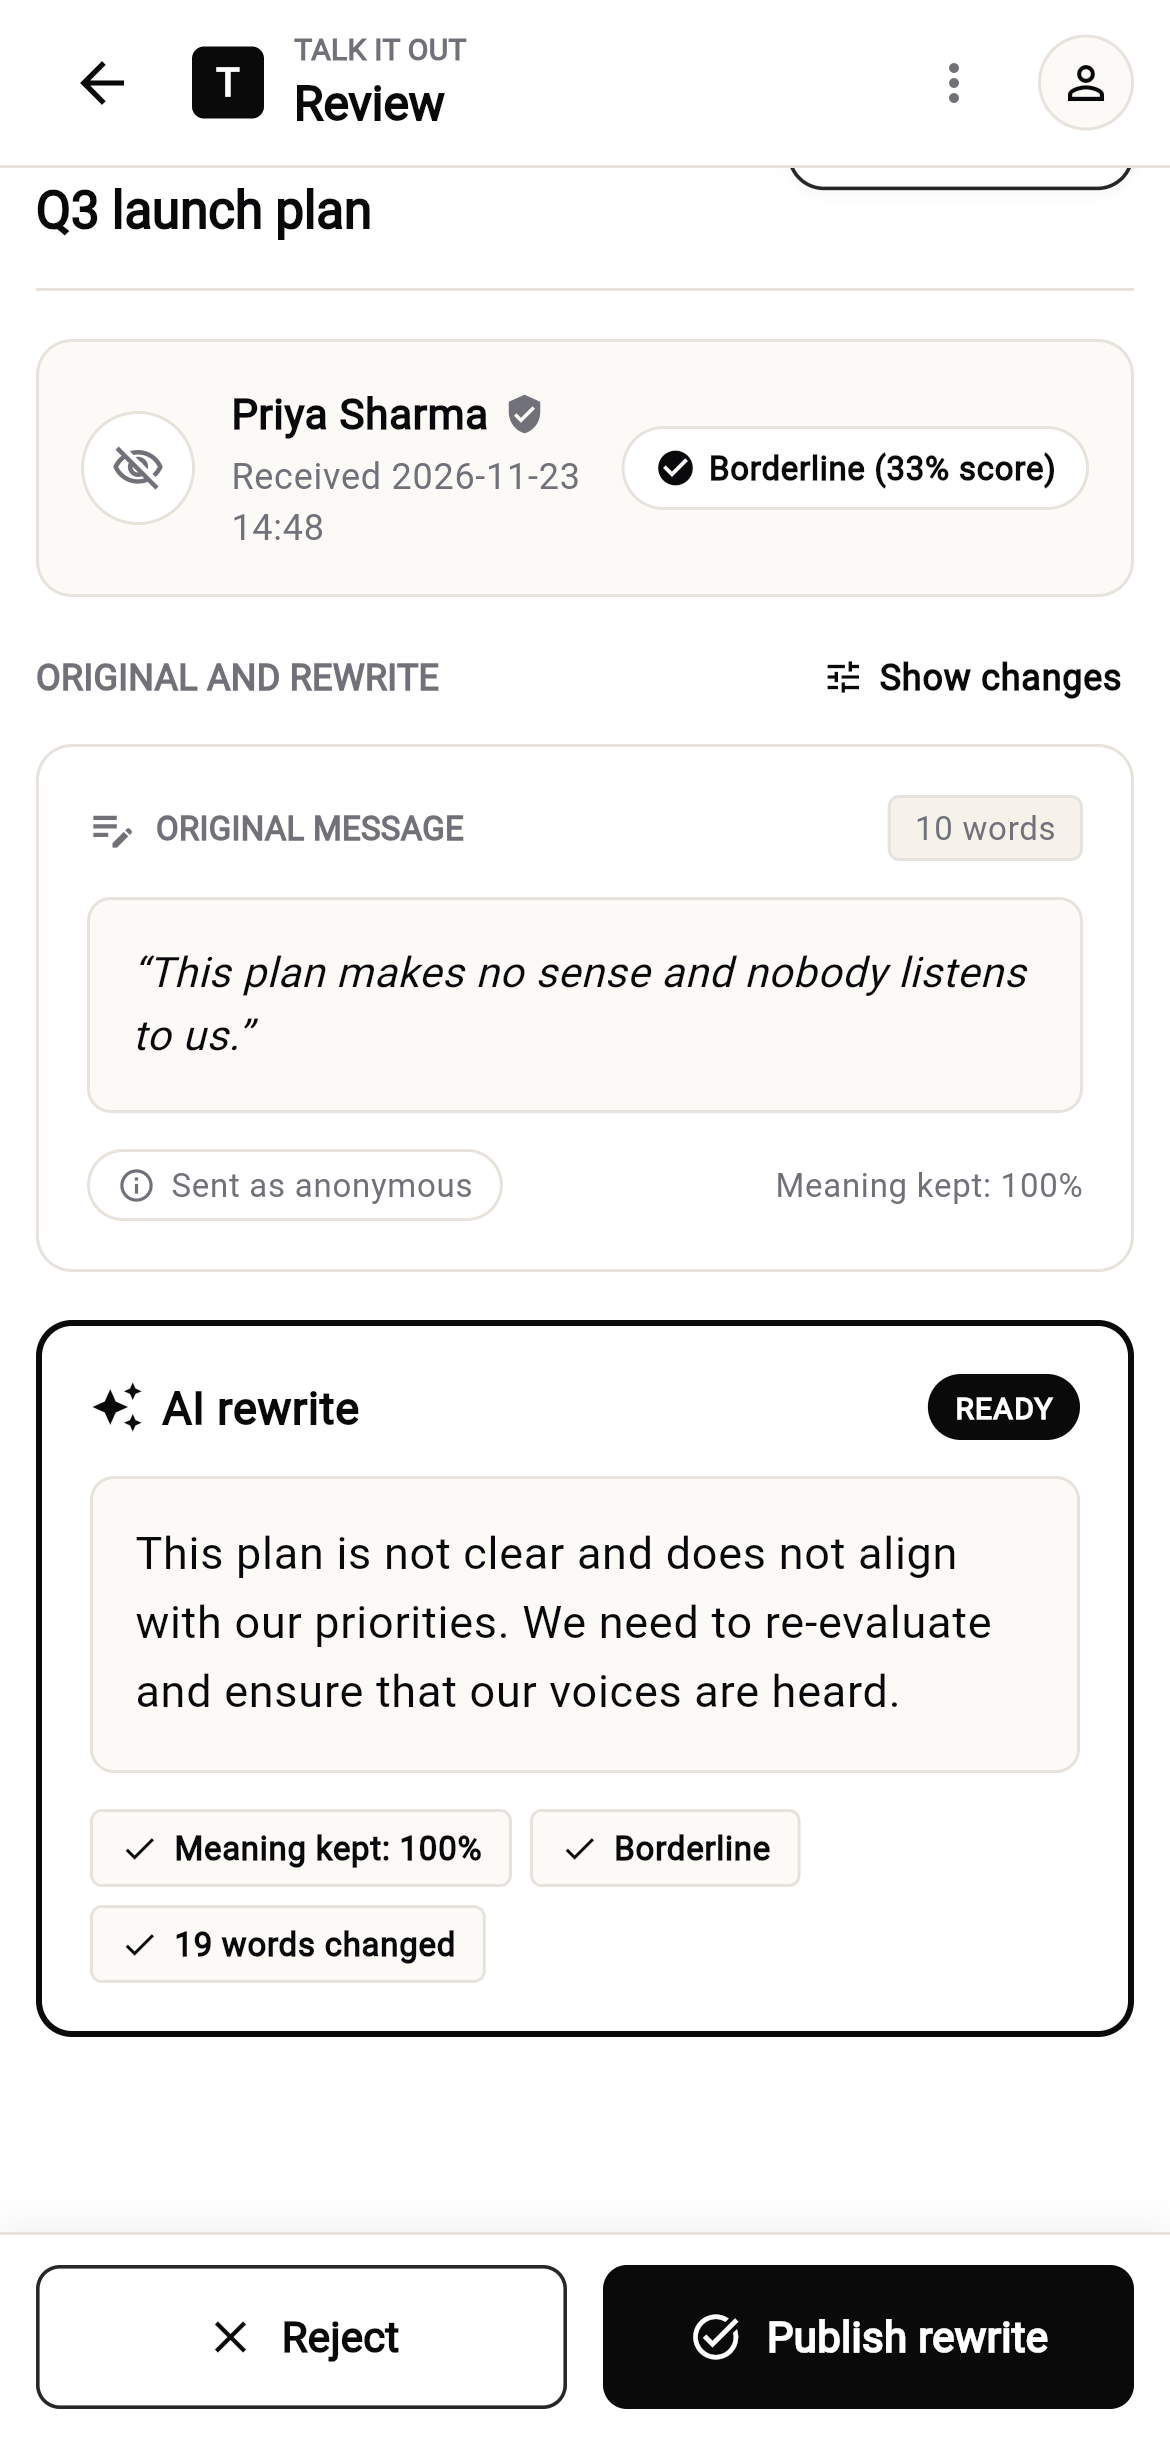 TALK IT OUT
T
Review
Q3 launch plan
Priya Sharma
Received 2026-11-23
14:48
Borderline (33% score)
ORIGINAL AND REWRITE
Show changes
ORIGINAL MESSAGE
10 words
“This plan makes no sense and nobody listens
to us.”
Sent as anonymous
Meaning kept: 100%
AI rewrite
READY
This plan is not clear and does not align
with our priorities. We need to re-evaluate
and ensure that our voices are heard.
Meaning kept: 100%
Borderline
19 words changed
Reject
Publish rewrite